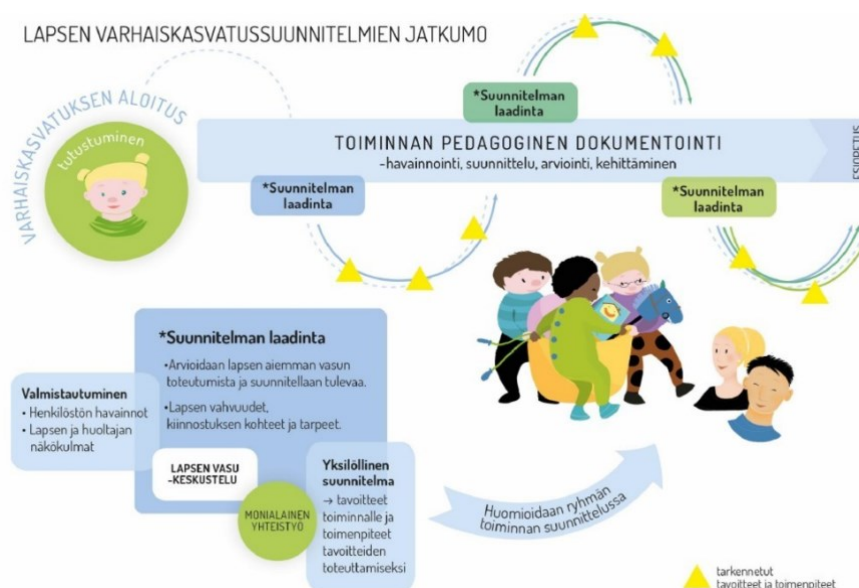 LAPSEN VARHAISKASVATUSSUUNNITELMIEN JATKUMO
VARHAISKASVATUKSEN ALOITUS
tutustuminen
*Suunnitelman
laadinta
TOIMINNAN PEDAGOGINEN DOKUMENTOINTI
-havainnointi, suunnittelu, arviointi, kehittäminen
ESIOPETUS
*Suunnitelman
laadinta
*Suunnitelman
laadinta
*Suunnitelman laadinta
•Arvioidaan lapsen aiemman vasun
toteutumista ja suunnitellaan tulevaa.
•Lapsen vahvuudet,
kiinnostuksen kohteet ja tarpeet.
Valmistautuminen
• Henkilöstön havainnot
• Lapsen ja huoltajan
näkökulmat
LAPSEN VASU
-KESKUSTELU
MONIALAINEN
YHTEISTYÖ
Yksilöllinen
suunnitelma
→ tavoitteet
toiminnalle ja
toimenpiteet
tavoitteiden
toteuttamiseksi
Huomioidaan ryhmän
toiminnan suunnittelussa
tarkennetut
tavoitteet ja toimenpiteet